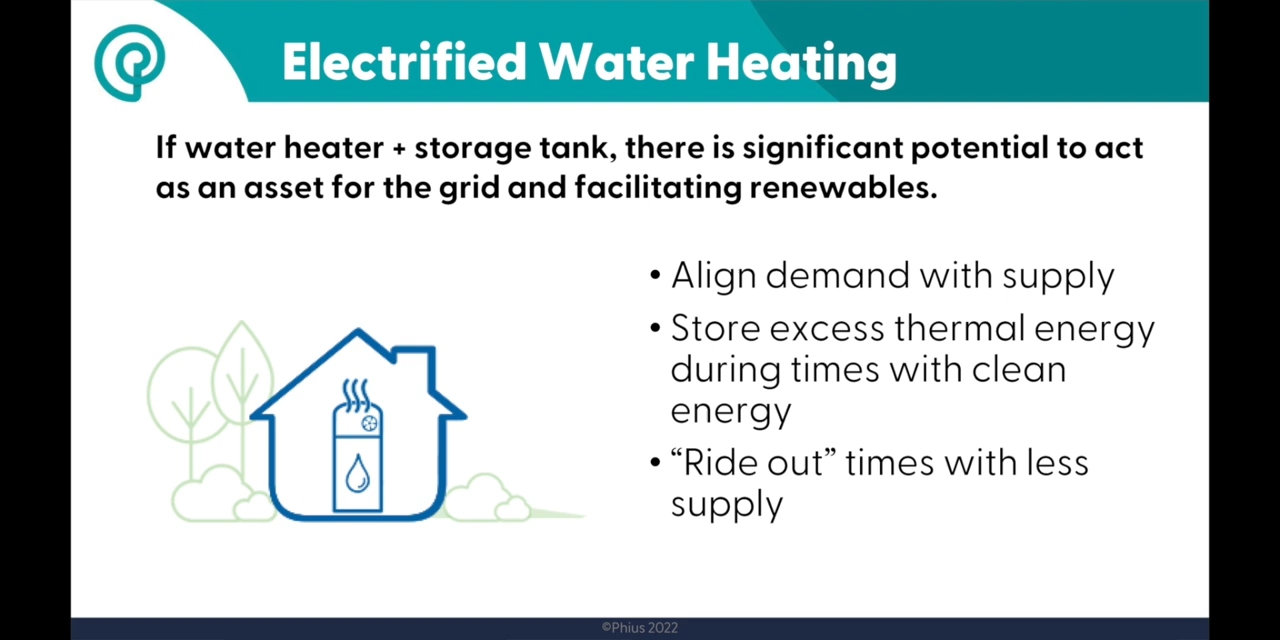 Electrified Water Heating
If water heater + storage tank, there is significant potential to act
as an asset for the grid and facilitating renewables.
• Align demand with supply
• Store excess thermal energy
during times with clean
energy
• “Ride out” times with less
supply
©Phius 2022